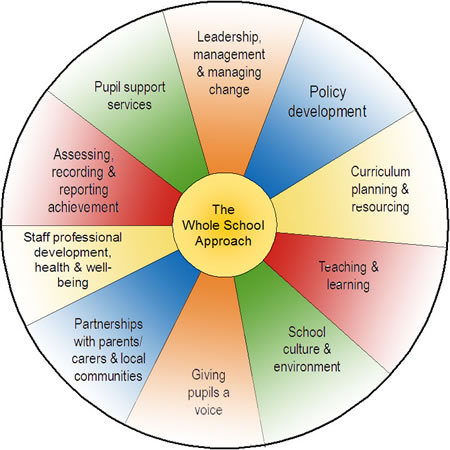 Leadership,
management
& managing
change
Policy
development
Curriculum
planning &
resourcing
Teaching &
learning
School
culture &
environment
Giving
pupils a
voice
Partnerships
with parents/
carers & local
communities
Staff professional
development,
health & well-
being
Assessing,
recording &
reporting
achievement
Pupil support
services
The
Whole School
Approach